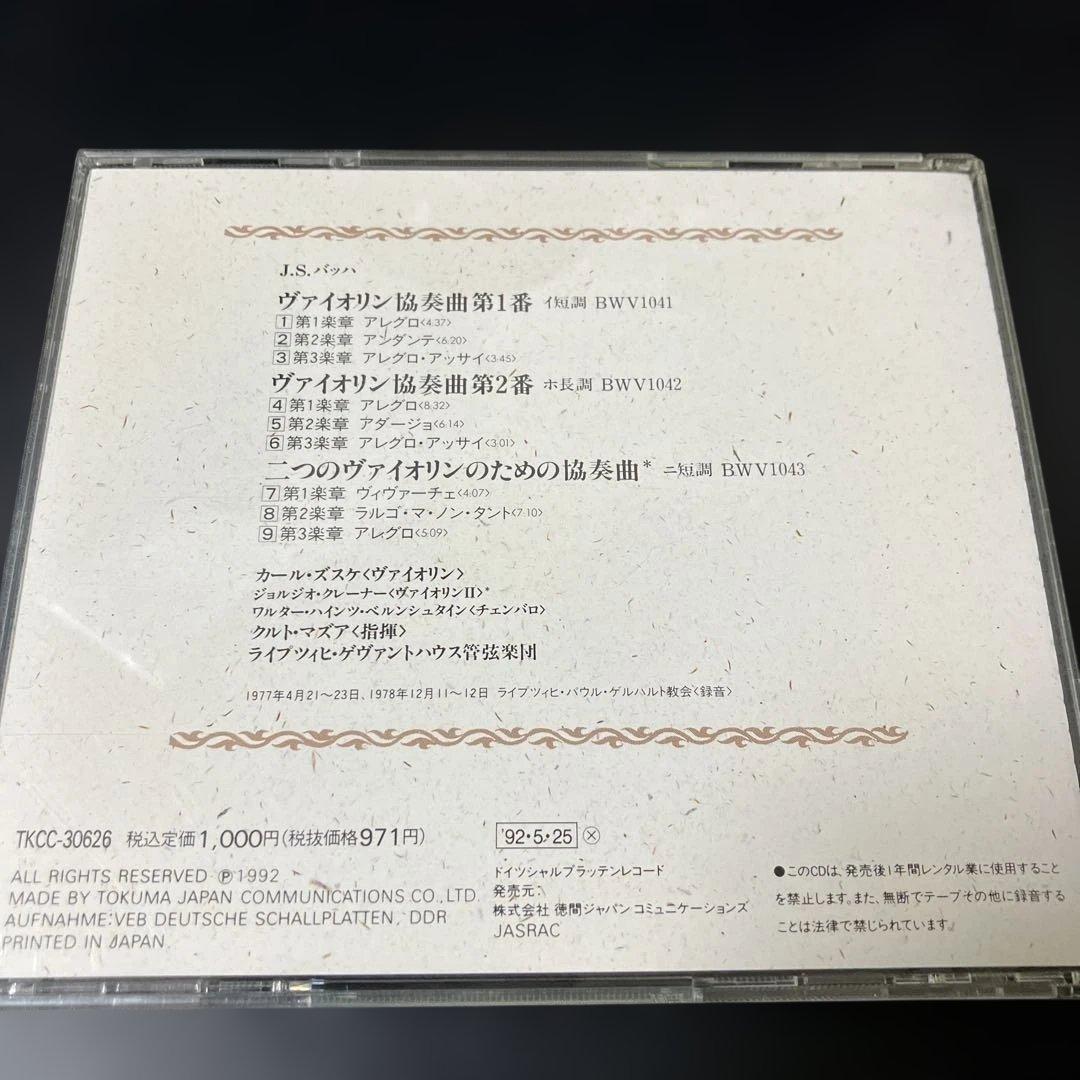 J.S.バッハ
ヴァイオリン協奏曲第1番 イ短調 BWV1041
1 第1楽章 アレグロ〈4:37〉
2 第2楽章 アンダンテ〈6:20〉
3 第3楽章 アレグロ・アッサイ〈3:45〉
ヴァイオリン協奏曲第2番 ホ長調 BWV1042
4 第1楽章 アレグロ〈8:32〉
5 第2楽章 アダージョ〈6:14〉
6 第3楽章 アレグロ・アッサイ〈3:01〉
二つのヴァイオリンのための協奏曲* ニ短調 BWV1043
7 第1楽章 ヴィヴァーチェ〈4:07〉
8 第2楽章 ラルゴ・マ・ノン・タント〈7:10〉
9 第3楽章 アレグロ〈5:09〉
カール・ズスケ〈ヴァイオリン〉
ジョルジオ・クレーナー〈ヴァイオリンII〉*
ワルター・ハインツ・ベルンシュタイン〈チェンバロ〉
クルト・マズア〈指揮〉
ライプツィヒ・ゲヴァントハウス管弦楽団
1977年4月21〜23日、1978年12月11〜12日 ライプツィヒ・パウル・ゲルハルト教会〈録音〉
TKCC-30626 税込定価1,000円(税抜価格971円)
'92・5・25 Ⓧ
ALL RIGHTS RESERVED Ⓟ1992
MADE BY TOKUMA JAPAN COMMUNICATIONS CO.,LTD.
AUFNAHME:VEB DEUTSCHE SCHALLPLATTEN, DDR
PRINTED IN JAPAN.
ドイツシャルプラッテンレコード
発売元:
株式会社 徳間ジャパン コミュニケーションズ
JASRAC
●このCDは、発売後1年間レンタル業に使用すること
を禁止します。また、無断でテープその他に録音する
ことは法律で禁じられています。